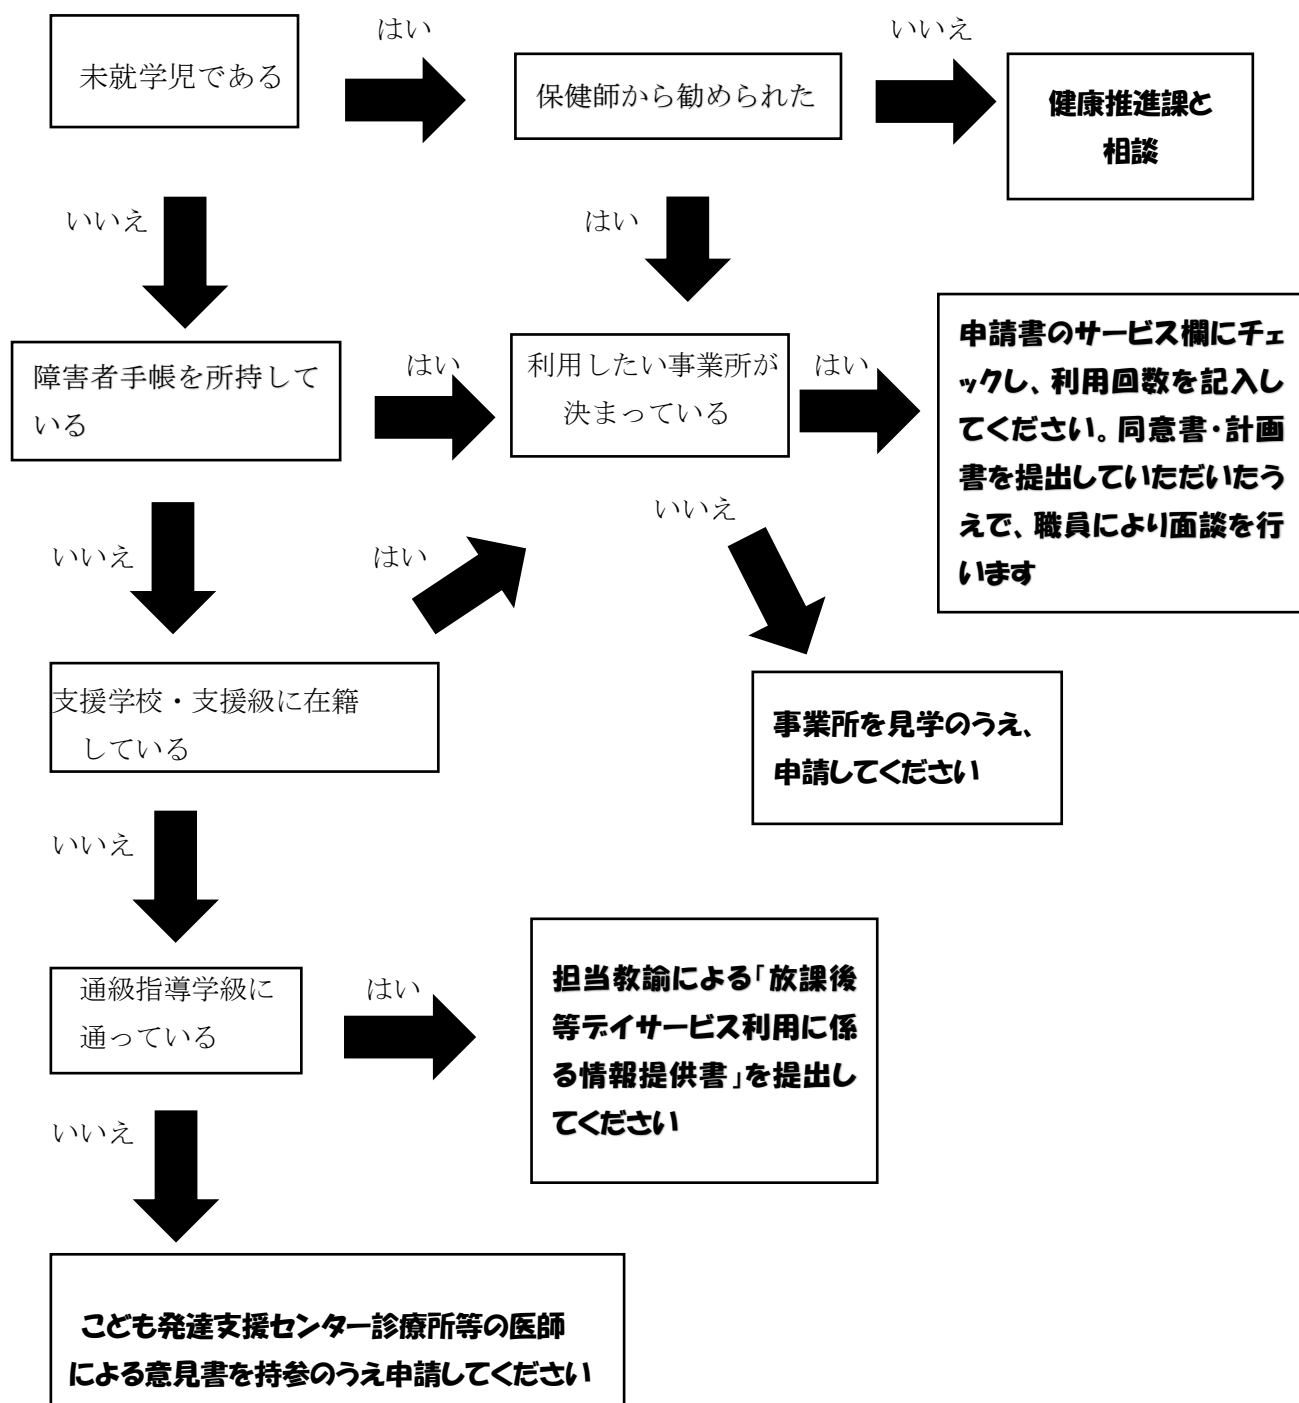 未就学児である
はい
保健師から勧められた
いいえ
健康推進課と
相談
いいえ
はい
障害者手帳を所持して
いる
はい
利用したい事業所が
決まっている
はい
申請書のサービス欄にチェ
ックし、利用回数を記入し
てください。同意書・計画
書を提出していただいたう
えで、職員により面談を行
います
いいえ
はい
いいえ
支援学校・支援級に在籍
している
事業所を見学のうえ、
申請してください
いいえ
通級指導学級に
通っている
はい
担当教諭による「放課後
等デイサービス利用に係
る情報提供書」を提出し
てください
いいえ
こども発達支援センター診療所等の医師
による意見書を持参のうえ申請してください